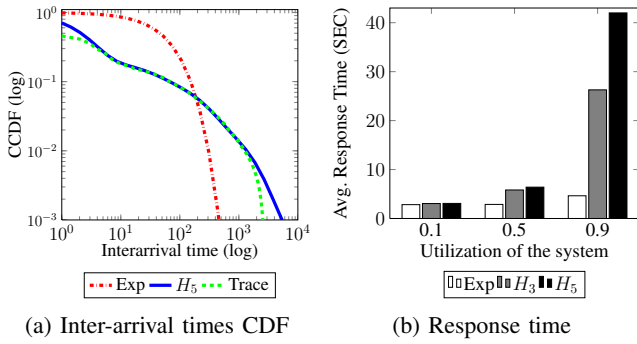 CCDF (log)
10^0
10^{-1}
10^{-2}
10^{-3}
10^0 10^1 10^2 10^3 10^4
Interarrival time (log)
Exp H_5 Trace
(a) Inter-arrival times CDF
Avg. Response Time (SEC)
40
30
20
10
0
0.1 0.5 0.9
Utilization of the system
Exp H_3 H_5
(b) Response time